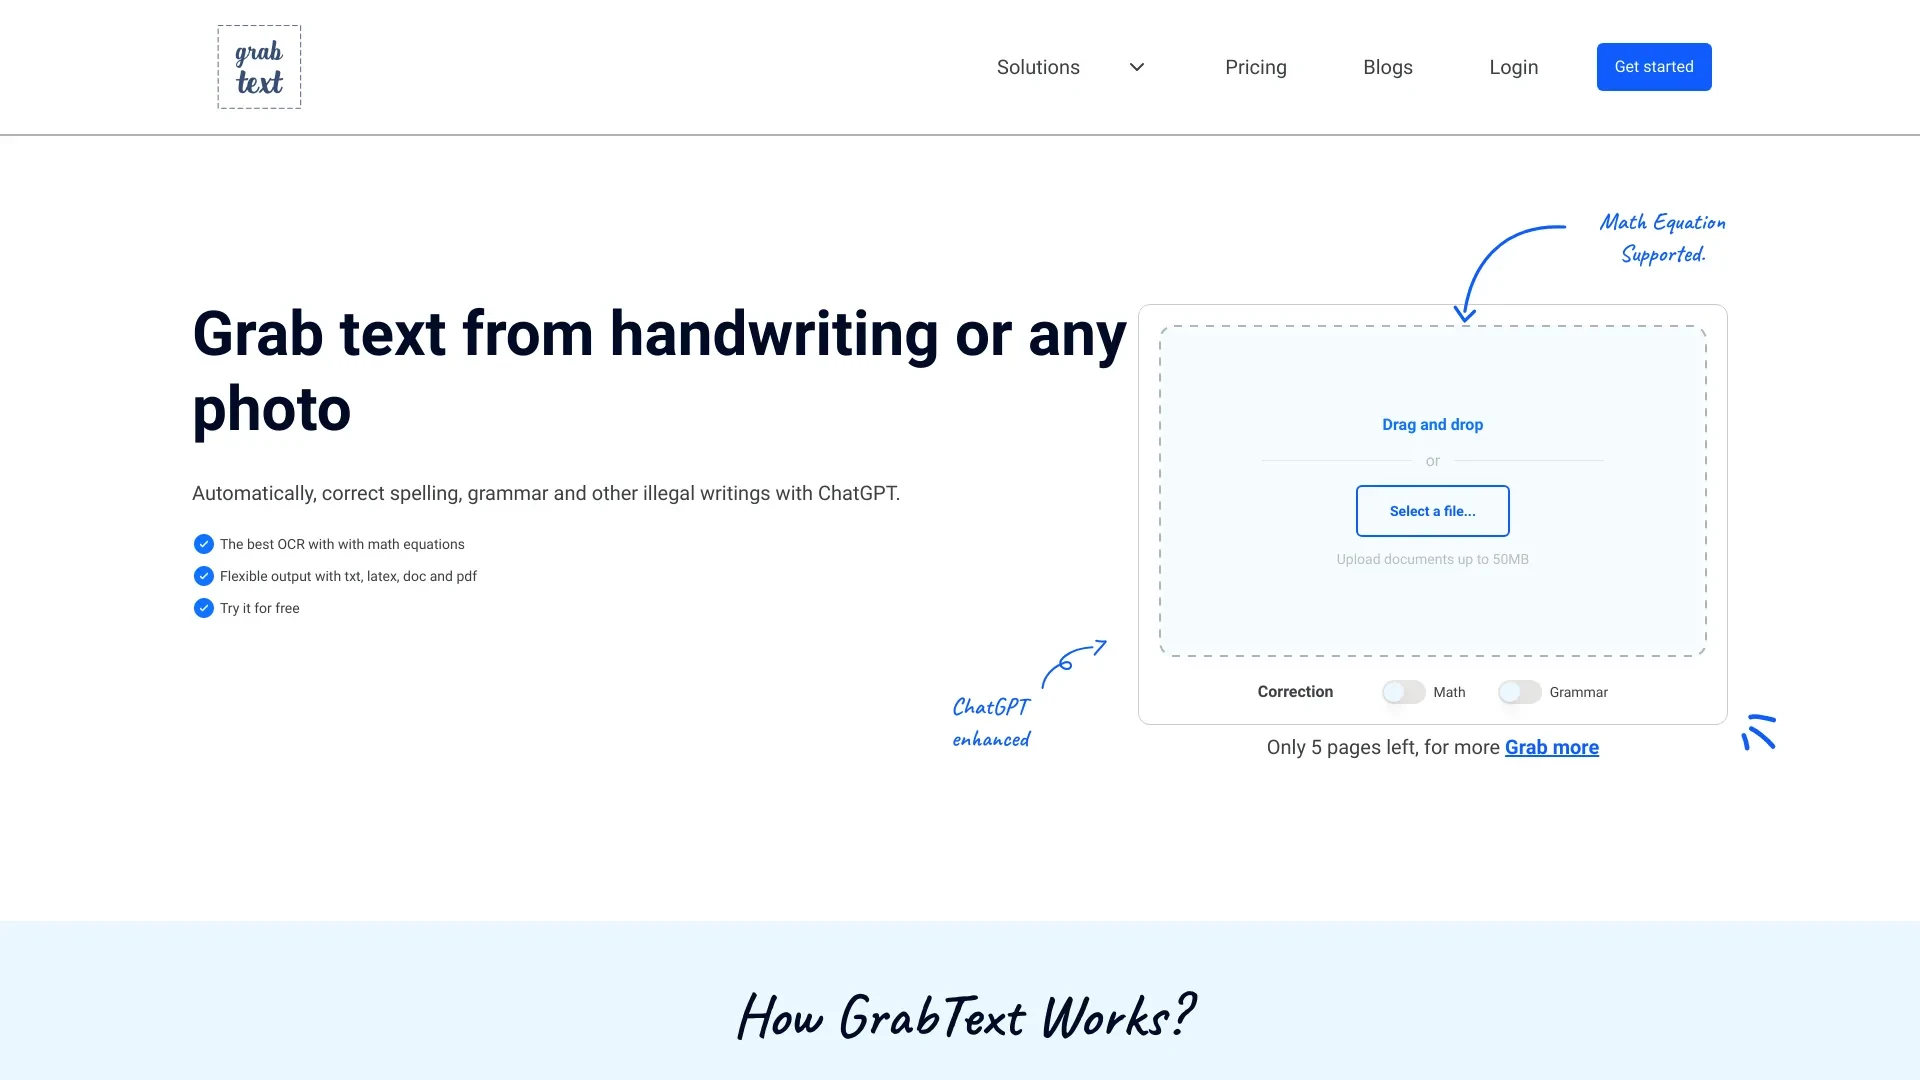 grab
text
Solutions
Pricing
Blogs
Login
Get started
Math Equation
Supported.
Grab text from handwriting or any
photo
Automatically, correct spelling, grammar and other illegal writings with ChatGPT.
The best OCR with with math equations
Flexible output with txt, latex, doc and pdf
Try it for free
Drag and drop
or
Select a file...
Upload documents up to 50MB
Correction
Math
Grammar
ChatGPT
enhanced
Only 5 pages left, for more Grab more
How GrabText Works?